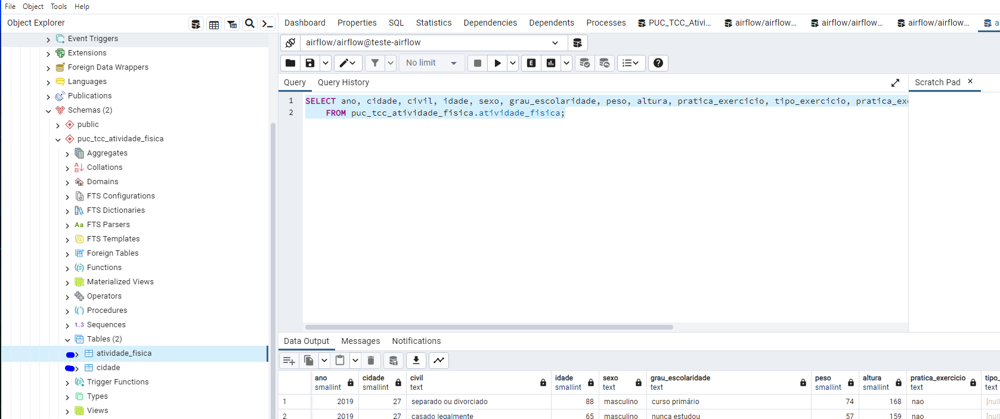 File Object Tools Help
Object Explorer
Dashboard Properties SQL Statistics Dependencies Dependents Processes PUC_TCC_Ativi... airflow/airflow... airflow/airflow... airflow/airflow...
Event Triggers
Extensions
Foreign Data Wrappers
Languages
Publications
Schemas (2)
public
puc_tcc_atividade_fisica
Aggregates
Collations
Domains
FTS Configurations
FTS Dictionaries
FTS Parsers
Aa
FTS Templates
Foreign Tables
Functions
Materialized Views
Operators
Procedures
1..3 Sequences
Tables (2)
atividade_fisica
cidade
Trigger Functions
Types
Views
airflow/airflow@teste-airflow
No limit
E
Query Query History
Scratch Pad
1 SELECT ano, cidade, civil, idade, sexo, grau_escolaridade, peso, altura, pratica_exercicio, tipo_exercicio, pratica_exe
2 FROM puc_tcc_atividade_fisica.atividade_fisica;
Data Output Messages Notifications
ano cidade civil idade sexo grau_escolaridade peso altura pratica_exercicio tipo_
smallint smallint text smallint text text smallint smallint text text
1 2019 27 separado ou divorciado 88 masculino curso primário 74 168 nao [null
2 2019 27 casado legalmente 65 masculino nunca estudou 57 159 nao [null